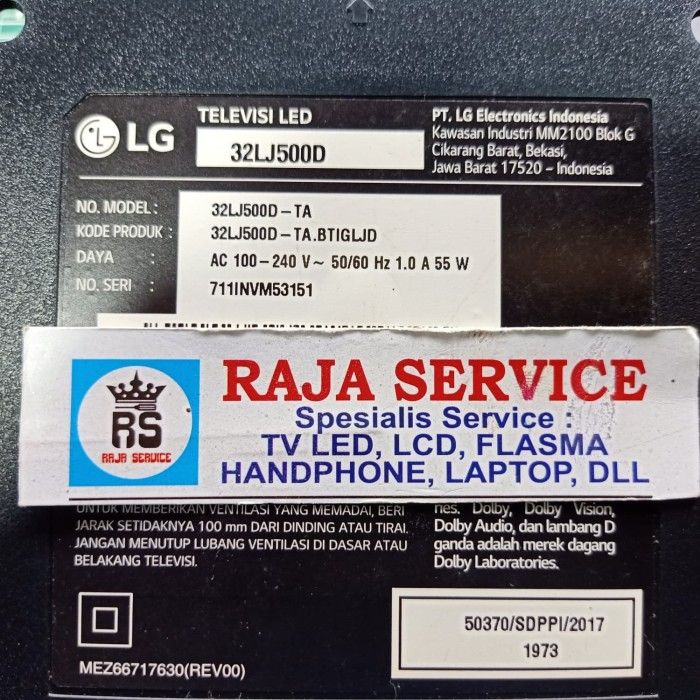 LG
TELEVISI LED
32LJ500D
PT. LG Electronics Indonesia
Kawasan Industri MM2100 Blok G
Cikarang Barat, Bekasi,
Jawa Barat 17520 – Indonesia
NO. MODEL : 32LJ500D-TA
KODE PRODUK : 32LJ500D-TA.BTIGLJD
DAYA : AC 100-240 V~ 50/60 Hz 1.0 A 55 W
NO. SERI : 711INVM53151
RS
RAJA SERVICE
RAJA SERVICE
Spesialis Service :
TV LED, LCD, FLASMA
HANDPHONE, LAPTOP, DLL
UNTUK MEMBERIKAN VENTILASI YANG MEMADAI, BERI
JARAK SETIDAKNYA 100 mm DARI DINDING ATAU TIRAI.
JANGAN MENUTUP LUBANG VENTILASI DI DASAR ATAU
BELAKANG TELEVISI.
ries. Dolby, Dolby Vision,
Dolby Audio, dan lambang D
ganda adalah merek dagang
Dolby Laboratories.
MEZ66717630(REV00)
50370/SDPPI/2017
1973